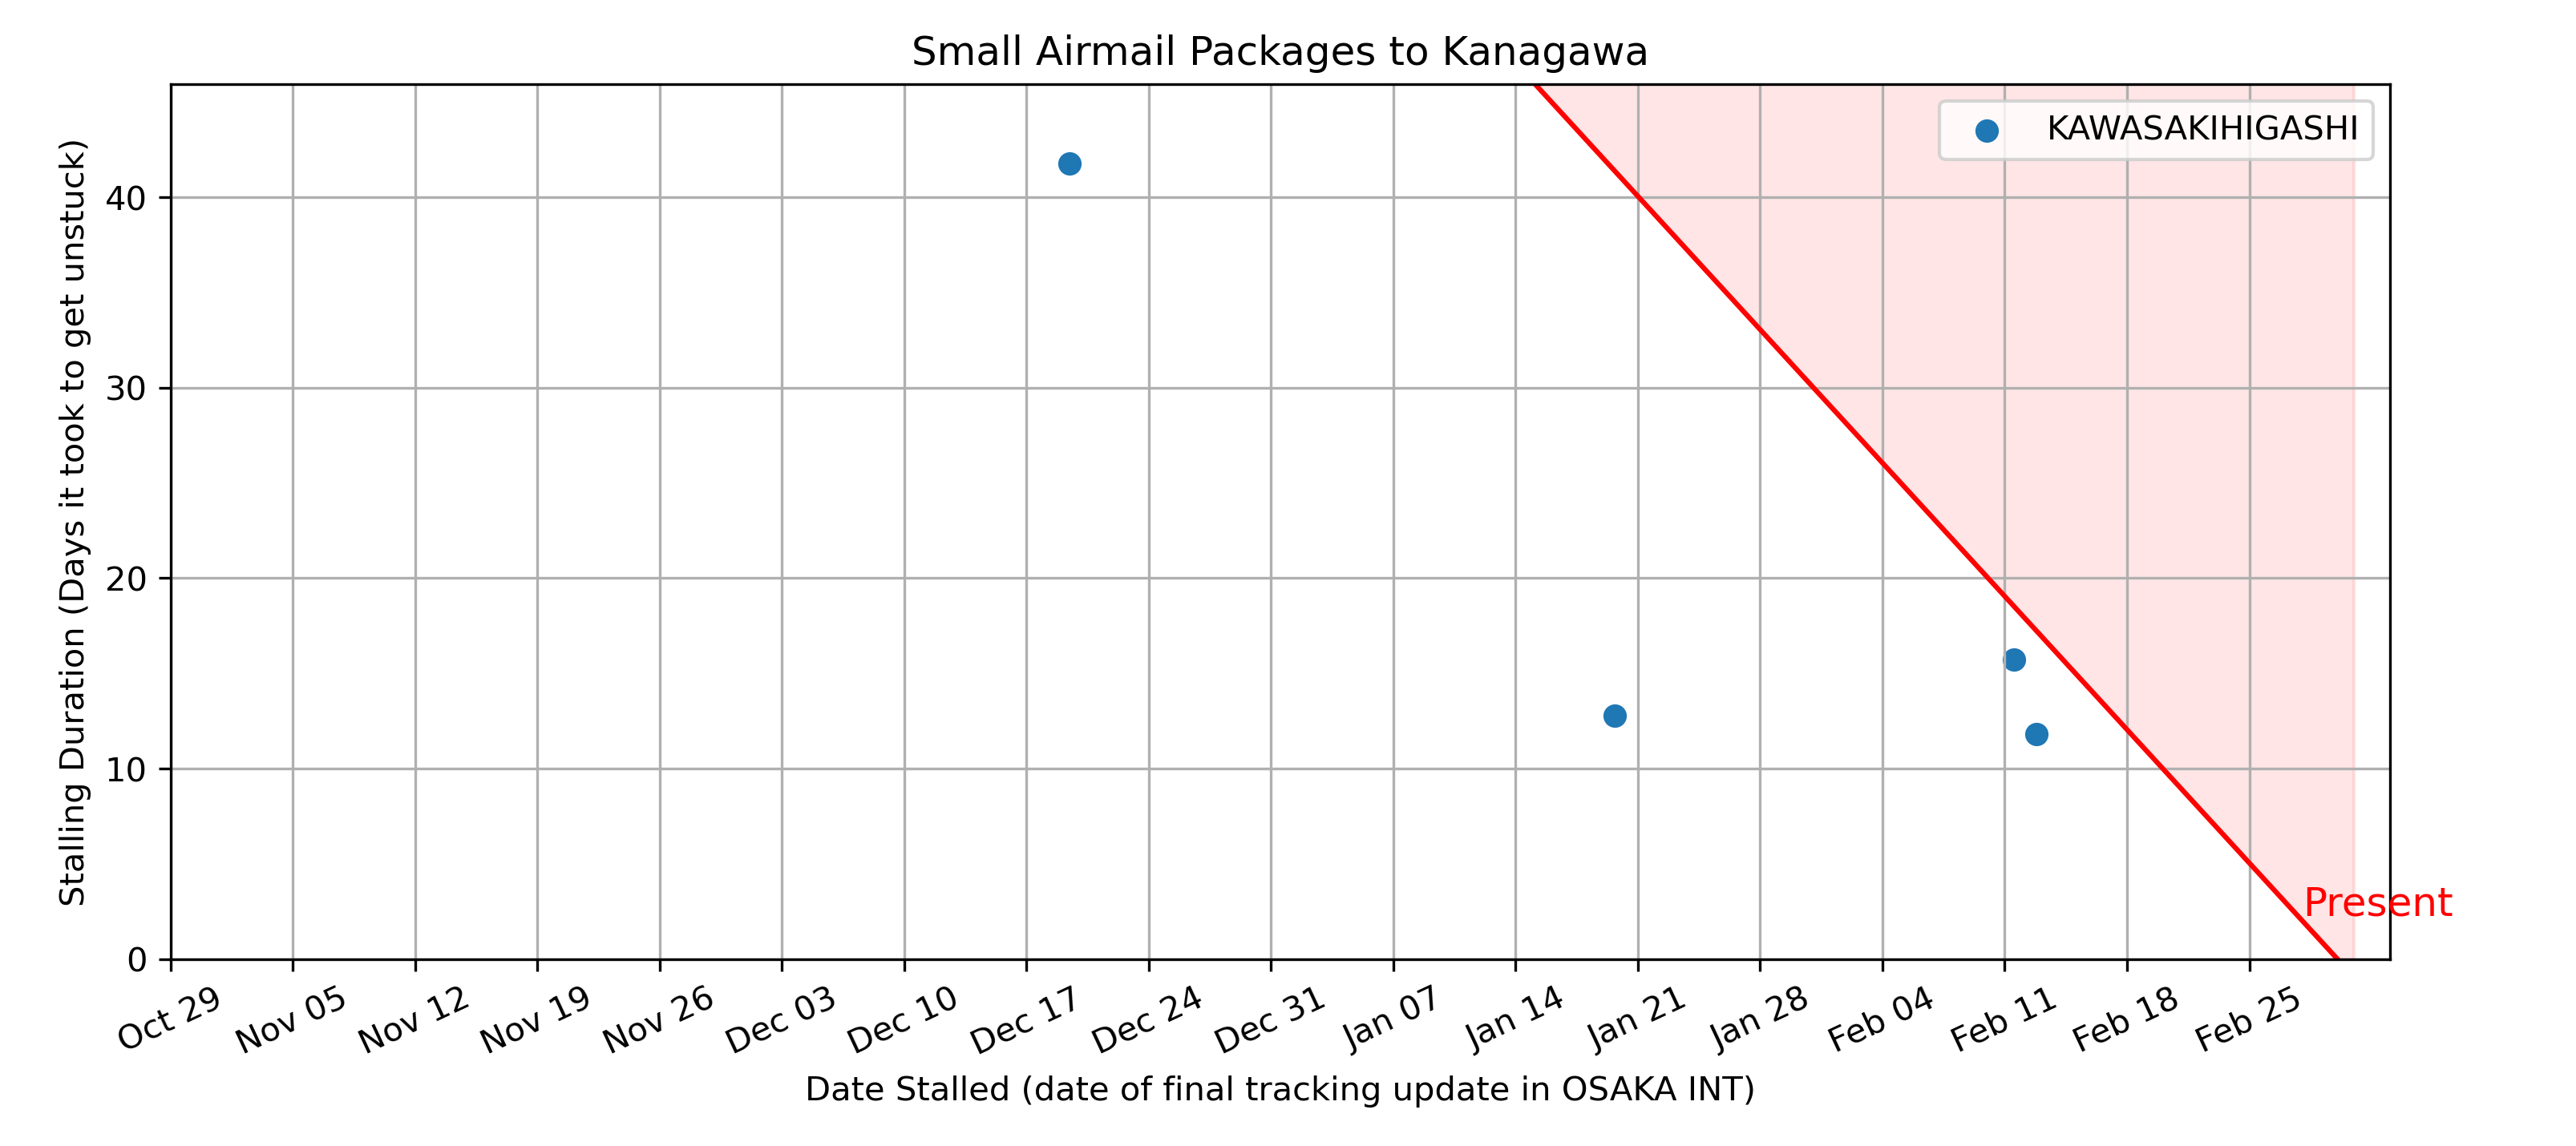 Small Airmail Packages to Kanagawa
KAWASAKIHIGASHI
Stalling Duration (Days it took to get unstuck)
40
30
20
10
0
Present
Oct 29
Nov 05
Nov 12
Nov 19
Nov 26
Dec 03
Dec 10
Dec 17
Dec 24
Dec 31
Jan 07
Jan 14
Jan 21
Jan 28
Feb 04
Feb 11
Feb 18
Feb 25
Date Stalled (date of final tracking update in OSAKA INT)